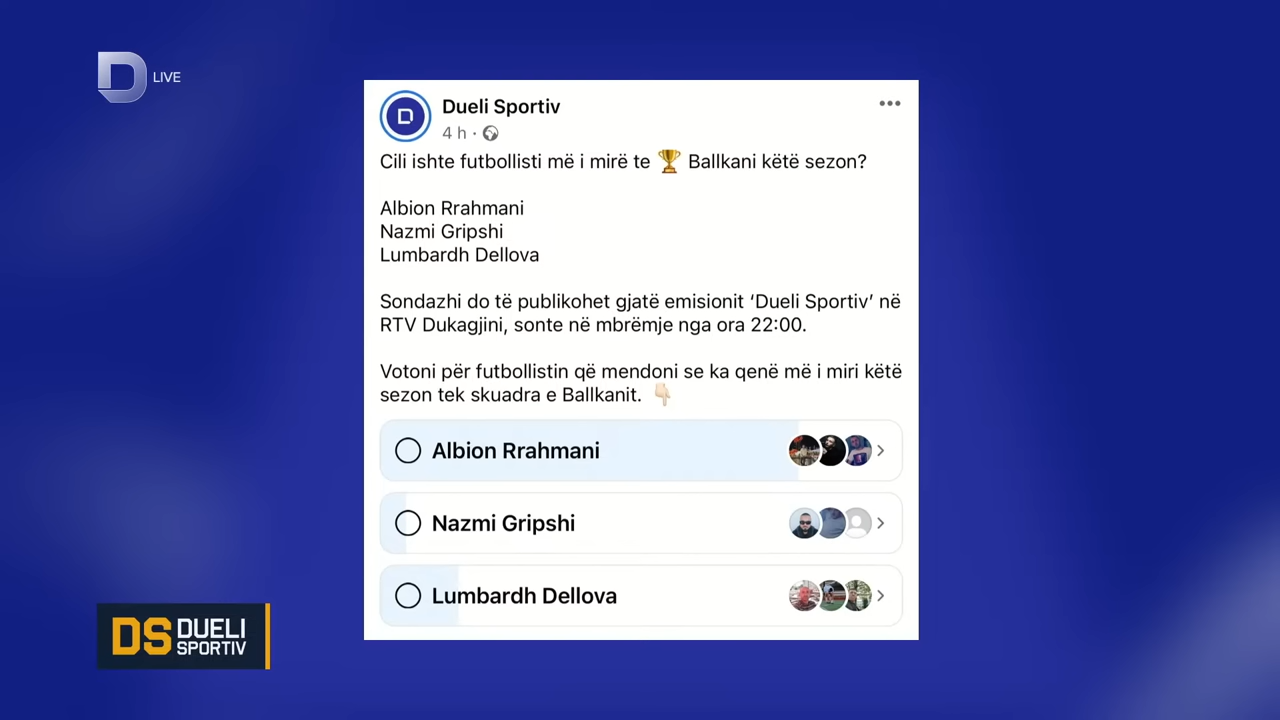 D LIVE
Dueli Sportiv
4 h ·
Cili ishte futbollisti më i mirë te 🏆 Ballkani këtë sezon?
Albion Rrahmani
Nazmi Gripshi
Lumbardh Dellova
Sondazhi do të publikohet gjatë emisionit ‘Dueli Sportiv’ në
RTV Dukagjini, sonte në mbrëmje nga ora 22:00.
Votoni për futbollistin që mendoni se ka qenë më i miri këtë
sezon tek skuadra e Ballkanit. 👇🏻
Albion Rrahmani
Nazmi Gripshi
Lumbardh Dellova
DS DUELI
SPORTIV